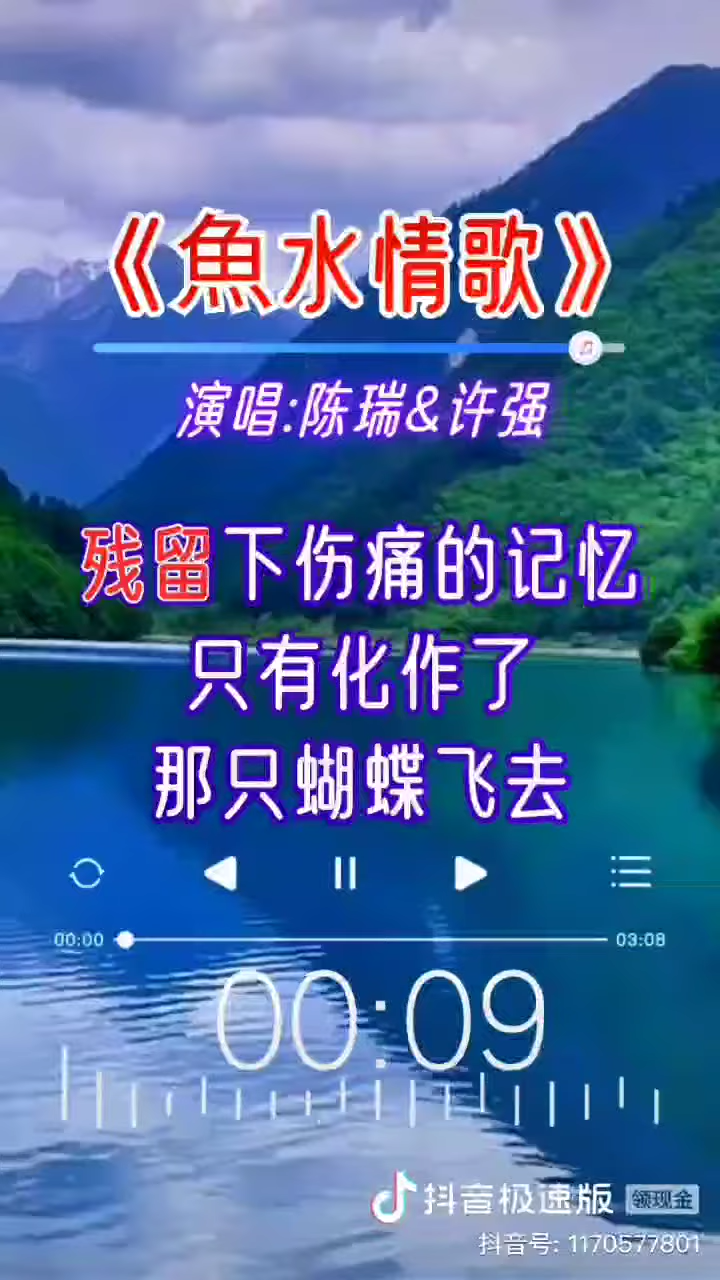 《魚水情歌》
演唱:陈瑞&许强
残留下伤痛的记忆
只有化作了
那只蝴蝶飞去
00:00 03:08
00:09
抖音极速版 领现金
抖音号: 1170577801